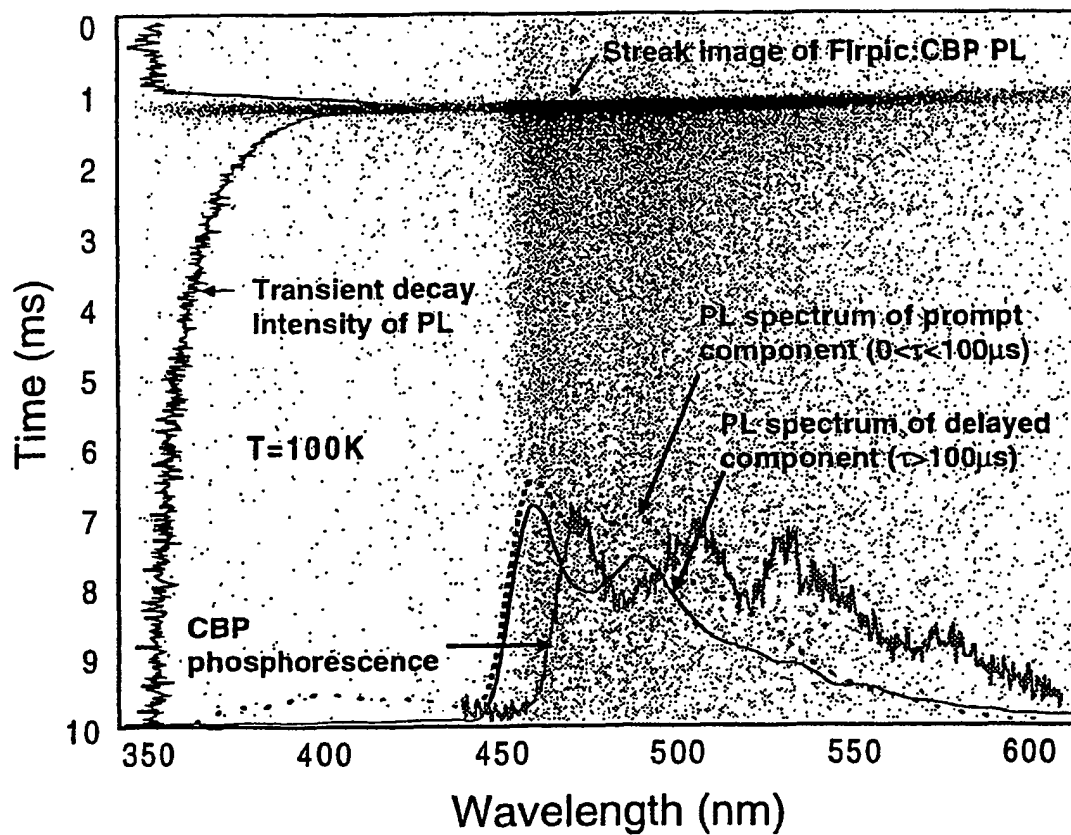 0
1
2
3
4
5
6
7
8
9
10
Time (ms)
Streak image of Firpic:CBP PL
Transient decay
Intensity of PL
PL spectrum of prompt
component (0<τ<100μs)
PL spectrum of delayed
component (τ>100μs)
T=100K
CBP
phosphorescence
350
400
450
500
550
600
Wavelength (nm)